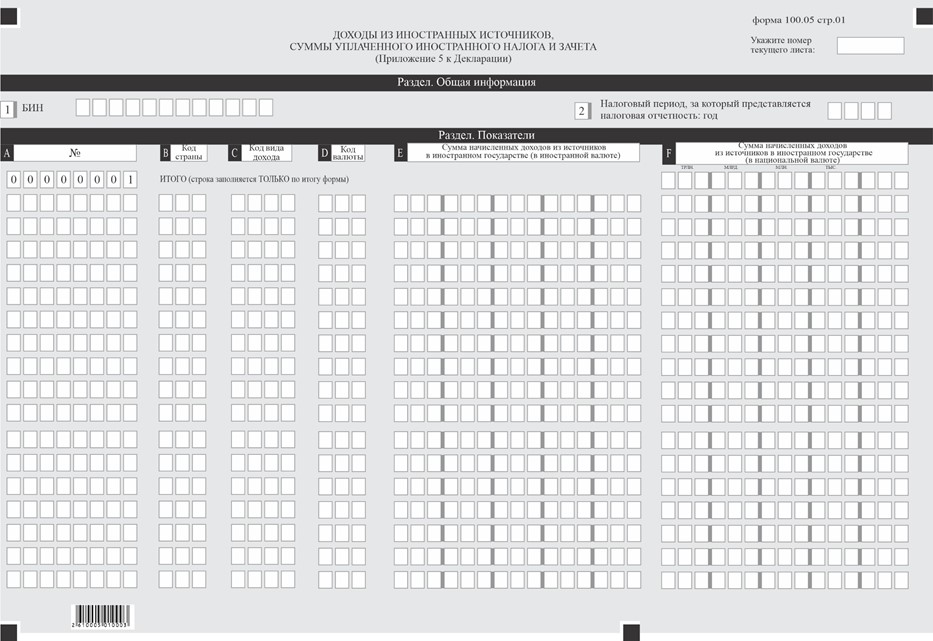 форма 100.05 стр.01
ДОХОДЫ ИЗ ИНОСТРАННЫХ ИСТОЧНИКОВ,
СУММЫ УПЛАЧЕННОГО ИНОСТРАННОГО НАЛОГА И ЗАЧЕТА
(Приложение 5 к Декларации)
Укажите номер
текущего листа:
Раздел. Общая информация
1 БИН
2 Налоговый период, за который представляется
налоговая отчетность: год
Раздел. Показатели
A №
B Код
страны
C Код вида
дохода
D Код
валюты
E Сумма начисленных доходов из источников
в иностранном государстве (в иностранной валюте)
F Сумма начисленных доходов
из источников в иностранном государстве
(в национальной валюте)
ТРЛН. МЛРД. МЛН. ТЫС.
0 0 0 0 0 0 0 1 ИТОГО (строка заполняется ТОЛЬКО по итогу формы)